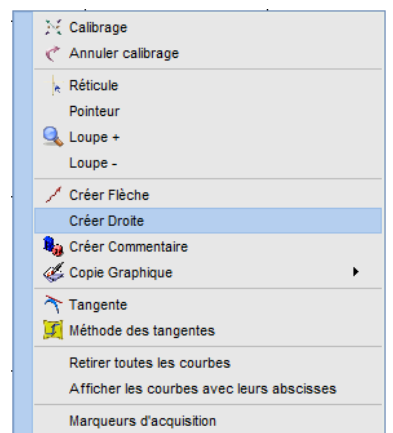 Calibrage
Annuler calibrage
Réticule
Pointeur
Loupe +
Loupe -
Créer Flèche
Créer Droite
Créer Commentaire
Copie Graphique
Tangente
Méthode des tangentes
Retirer toutes les courbes
Afficher les courbes avec leurs abscisses
Marqueurs d'acquisition